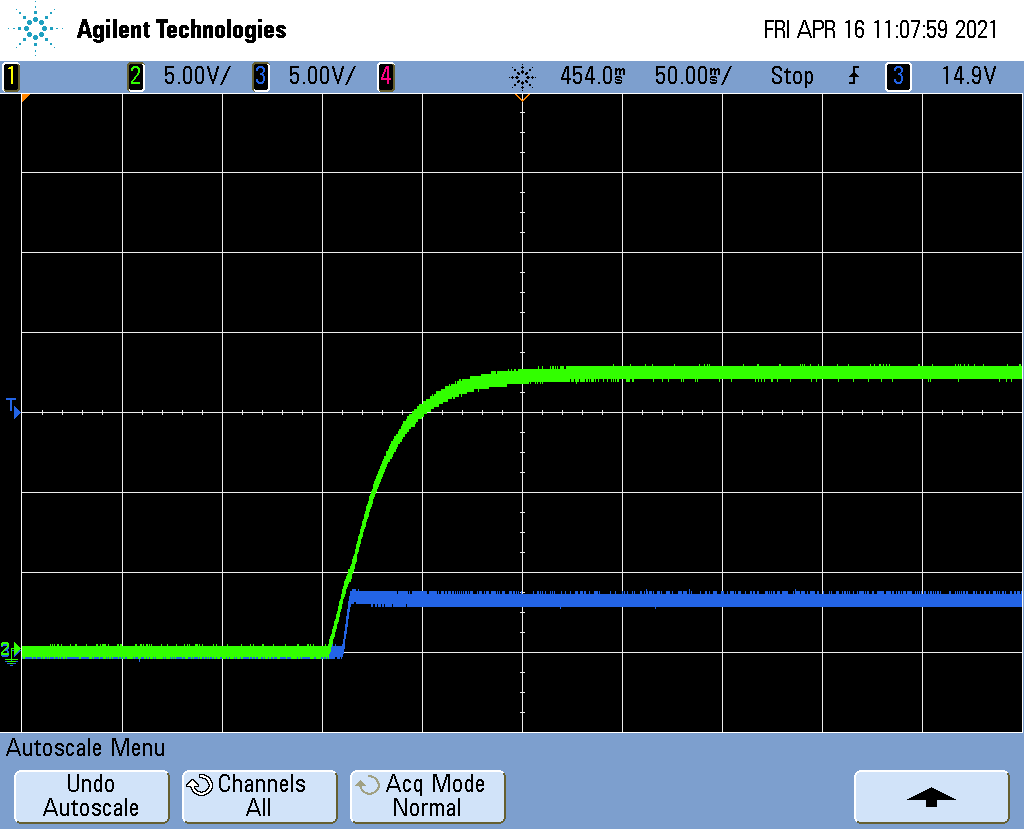 Agilent Technologies FRI APR 16 11:07:59 2021
1 2 5.00V/ 3 5.00V/ 4 454.0ms 50.00ms/ Stop 3 14.9V
T
2
Autoscale Menu
Undo Autoscale
Channels All
Acq Mode Normal